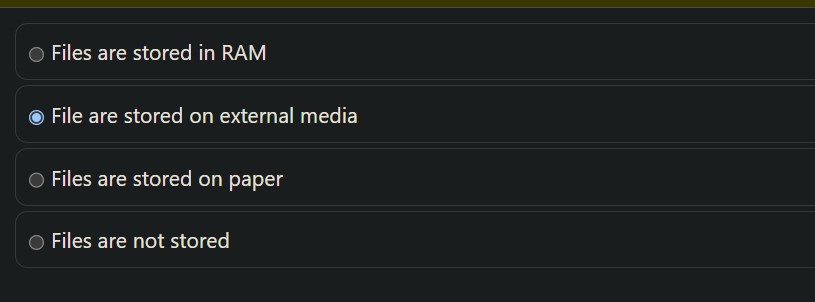 Files are stored in RAM
File are stored on external media
Files are stored on paper
Files are not stored